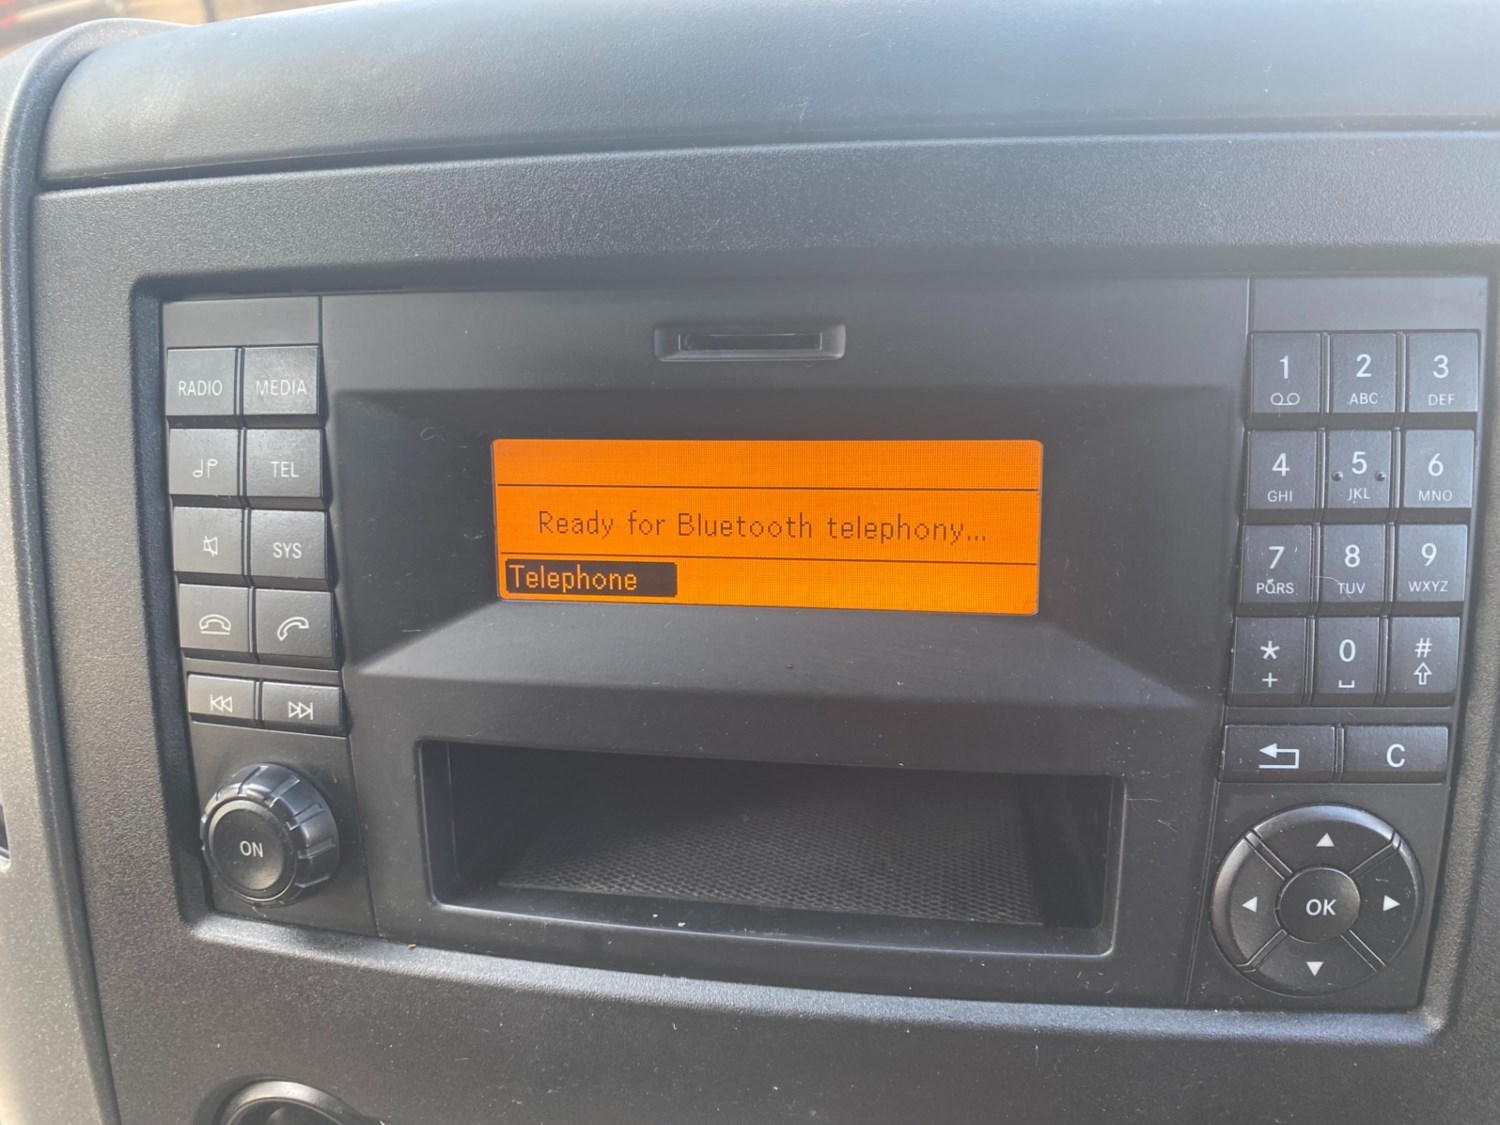 RADIO MEDIA
TEL
SYS
ON
Ready for Bluetooth telephony...
Telephone
1 2 ABC 3 DEF
4 GHI 5 JKL 6 MNO
7 PQRS 8 TUV 9 WXYZ
* + 0 #
C
OK